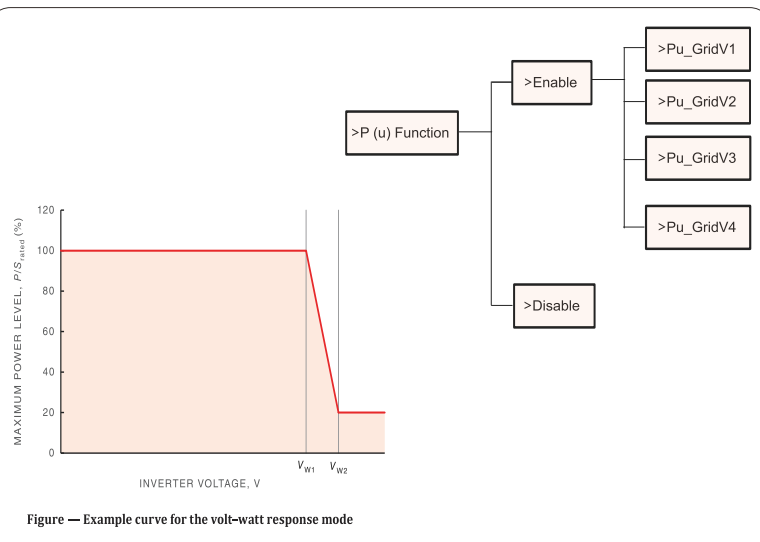 >P (u) Function
>Enable
>Disable
>Pu_GridV1
>Pu_GridV2
>Pu_GridV3
>Pu_GridV4
MAXIMUM POWER LEVEL, P/Srated (%)
120
100
80
60
40
20
0
VW1 VW2
INVERTER VOLTAGE, V
Figure — Example curve for the volt–watt response mode